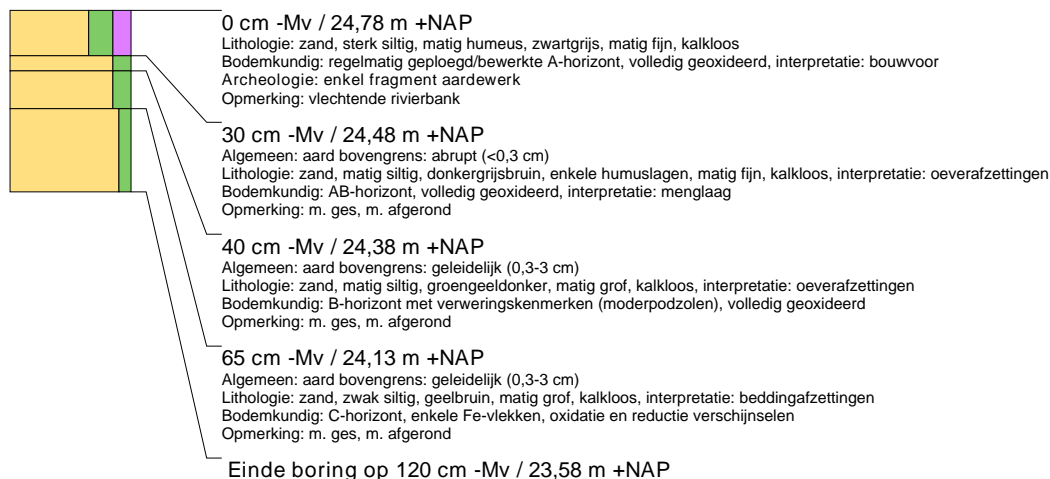 0 cm -Mv / 24,78 m +NAP
Lithologie: zand, sterk siltig, matig humeus, zwartgrijs, matig fijn, kalkloos
Bodemkundig: regelmatig geploegd/bewerkte A-horizont, volledig geoxideerd, interpretatie: bouwvoor
Archeologie: enkel fragment aardewerk
Opmerking: vlechtende rivierbank
30 cm -Mv / 24,48 m +NAP
Algemeen: aard bovengrens: abrupt (<0,3 cm)
Lithologie: zand, matig siltig, donkergrijsbruin, enkele humuslagen, matig fijn, kalkloos, interpretatie: oeverafzettingen
Bodemkundig: AB-horizont, volledig geoxideerd, interpretatie: menglaag
Opmerking: m. ges, m. afgerond
40 cm -Mv / 24,38 m +NAP
Algemeen: aard bovengrens: geleidelijk (0,3-3 cm)
Lithologie: zand, matig siltig, groengeeldonker, matig grof, kalkloos, interpretatie: oeverafzettingen
Bodemkundig: B-horizont met verweringskenmerken (moderpodzolen), volledig geoxideerd
Opmerking: m. ges, m. afgerond
65 cm -Mv / 24,13 m +NAP
Algemeen: aard bovengrens: geleidelijk (0,3-3 cm)
Lithologie: zand, zwak siltig, geelbruin, matig grof, kalkloos, interpretatie: beddingafzettingen
Bodemkundig: C-horizont, enkele Fe-vlekken, oxidatie en reductie verschijnselen
Opmerking: m. ges, m. afgerond
Einde boring op 120 cm -Mv / 23,58 m +NAP